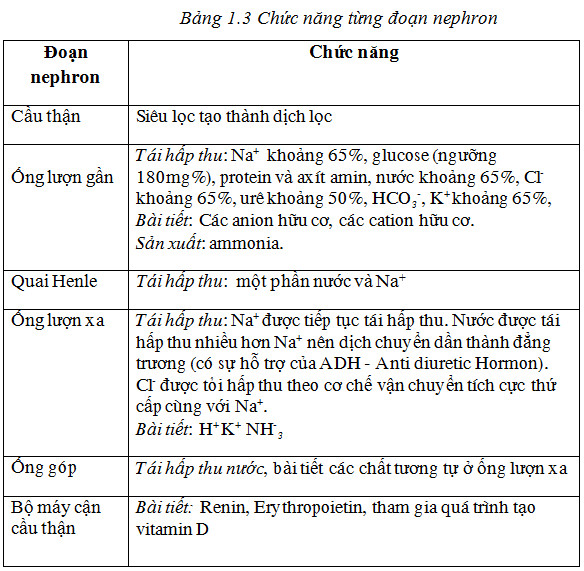 Bảng 1.3 Chức năng từng đoạn nephron
Đoạn
nephron
Chức năng
Cầu thận
Siêu lọc tạo thành dịch lọc
Ống lượn gần
Tái hấp thu: Na⁺ khoảng 65%, glucose (ngưỡng
180mg%), protein và axít amin, nước khoảng 65%, Cl⁻
khoảng 65%, urê khoảng 50%, HCO₃⁻, K⁺khoảng 65%,
Bài tiết: Các anion hữu cơ, các cation hữu cơ.
Sản xuất: ammonia.
Quai Henle
Tái hấp thu: một phần nước và Na⁺
Ống lượn xa
Tái hấp thu: Na⁺ được tiếp tục tái hấp thu. Nước được tái
hấp thu nhiều hơn Na⁺ nên dịch chuyển dần thành đẳng
trương (có sự hỗ trợ của ADH - Anti diuretic Hormon).
Cl⁻ được tỏi hấp thu theo cơ chế vận chuyển tích cực thứ
cấp cùng với Na⁺.
Bài tiết: H⁺K⁺ NH⁻₃
Ống góp
Tái hấp thu nước, bài tiết các chất tương tự ở ống lượn xa
Bộ máy cận
cầu thận
Bài tiết: Renin, Erythropoietin, tham gia quá trình tạo
vitamin D